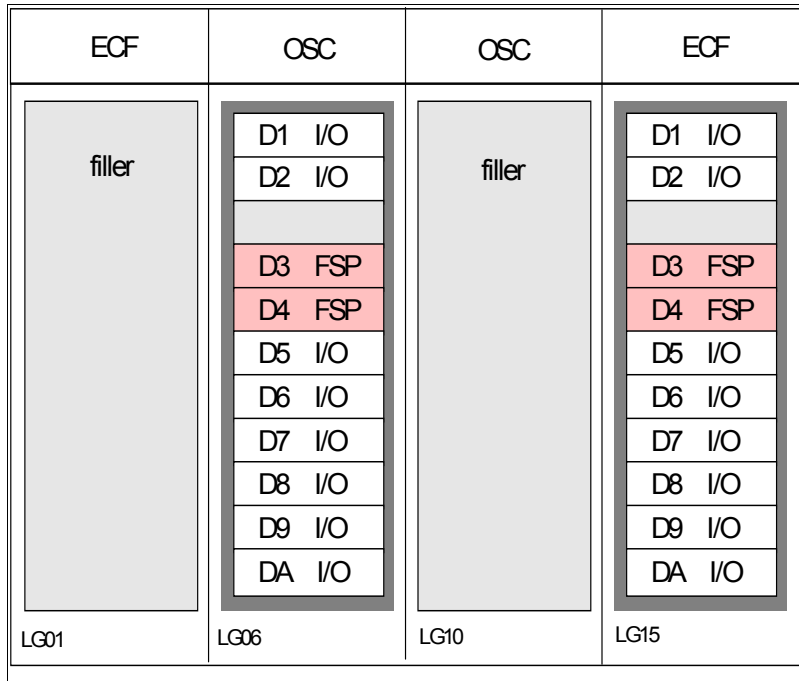 ECF OSC OSC ECF
filler
D1 I/O
D2 I/O
D3 FSP
D4 FSP
D5 I/O
D6 I/O
D7 I/O
D8 I/O
D9 I/O
DA I/O
filler
D1 I/O
D2 I/O
D3 FSP
D4 FSP
D5 I/O
D6 I/O
D7 I/O
D8 I/O
D9 I/O
DA I/O
LG01 LG06 LG10 LG15